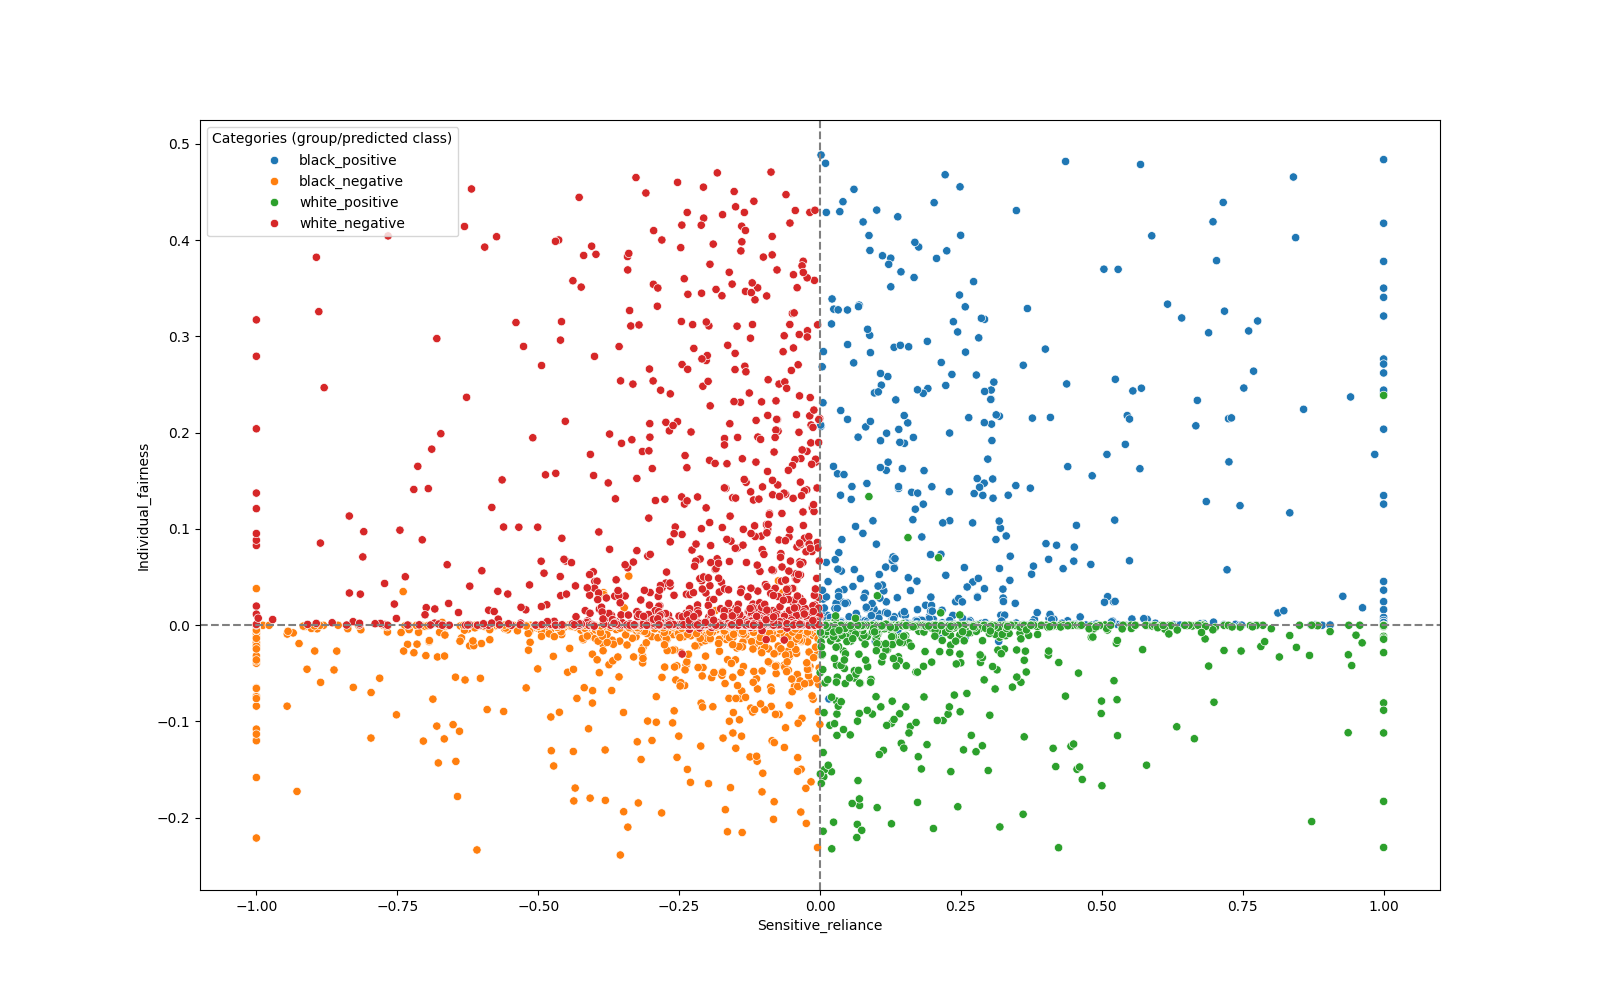 Categories (group/predicted class)
black_positive
black_negative
white_positive
white_negative
0.5
0.4
0.3
0.2
0.1
0.0
−0.1
−0.2
Individual_fairness
−1.00
−0.75
−0.50
−0.25
0.00
0.25
0.50
0.75
1.00
Sensitive_reliance